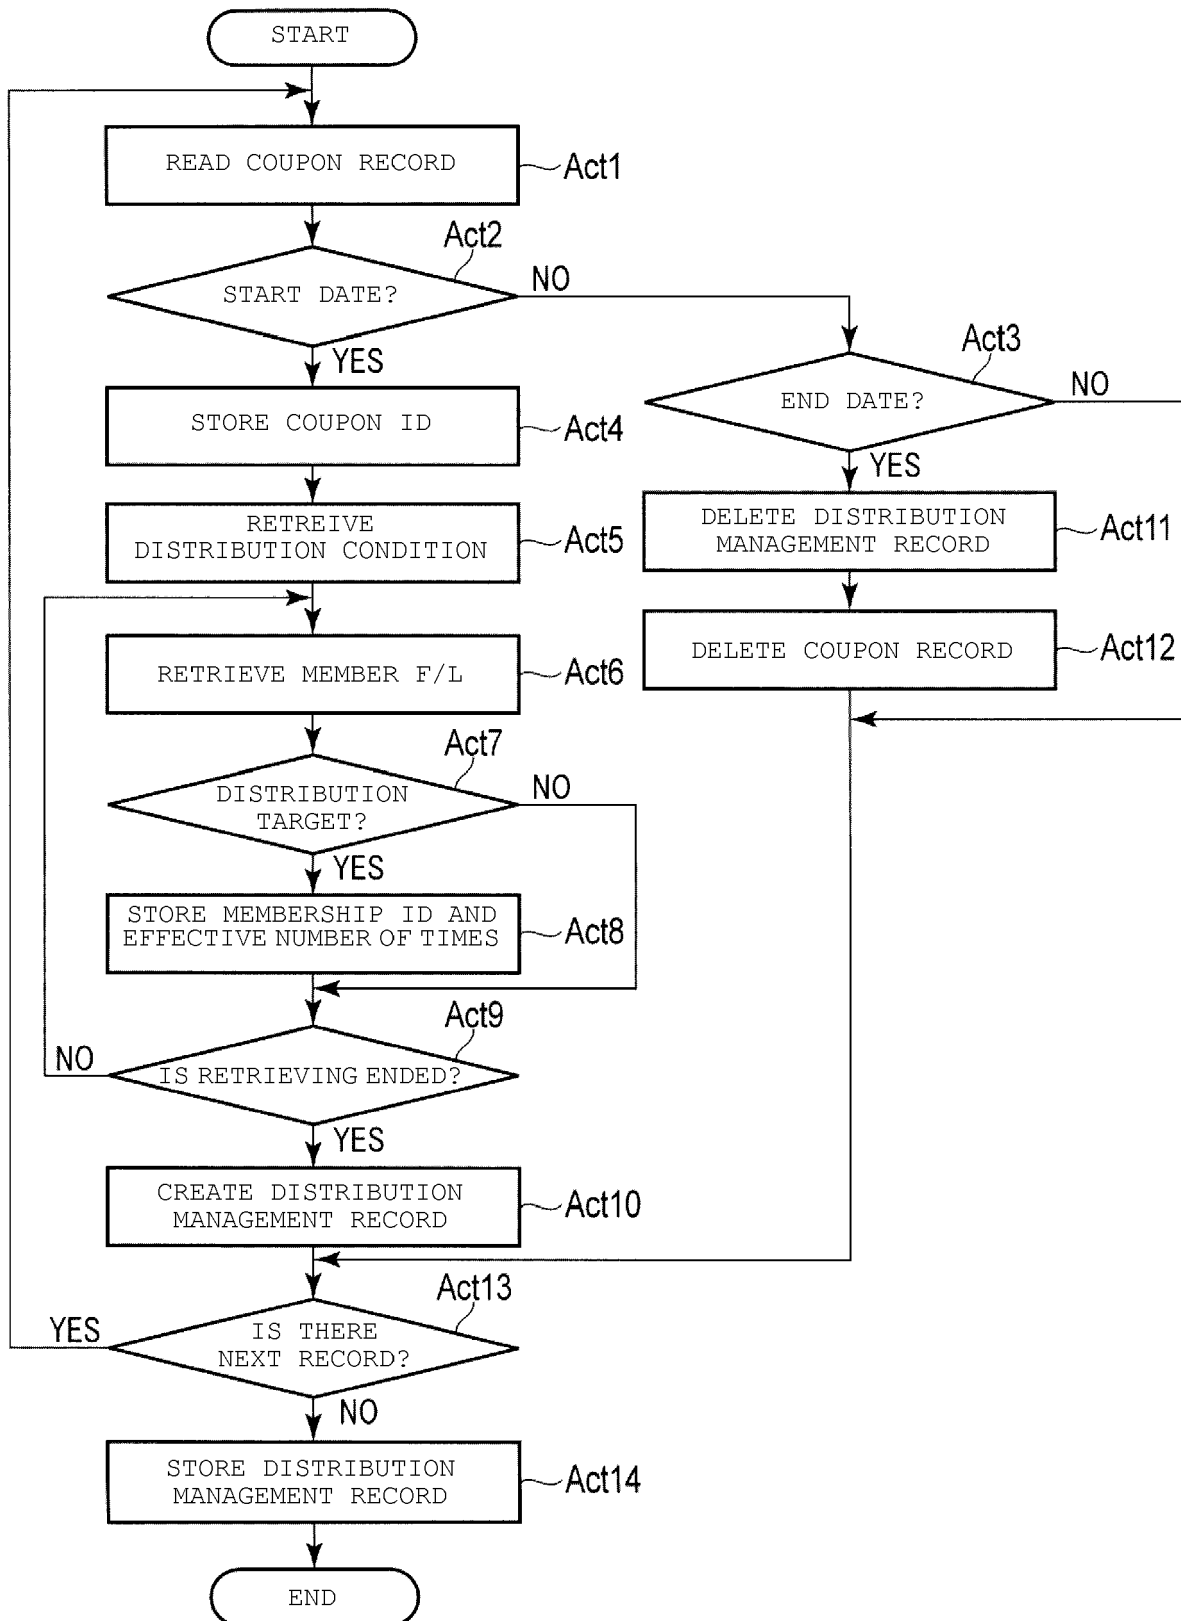 START
READ COUPON RECORD
Act1
Act2
START DATE?
NO
YES
Act3
END DATE?
NO
YES
STORE COUPON ID
Act4
RETREIVE
DISTRIBUTION CONDITION
Act5
DELETE DISTRIBUTION
MANAGEMENT RECORD
Act11
DELETE COUPON RECORD
Act12
RETRIEVE MEMBER F/L
Act6
Act7
DISTRIBUTION
TARGET?
NO
YES
STORE MEMBERSHIP ID AND
EFFECTIVE NUMBER OF TIMES
Act8
Act9
IS RETRIEVING ENDED?
NO
YES
CREATE DISTRIBUTION
MANAGEMENT RECORD
Act10
Act13
IS THERE
NEXT RECORD?
YES
NO
STORE DISTRIBUTION
MANAGEMENT RECORD
Act14
END